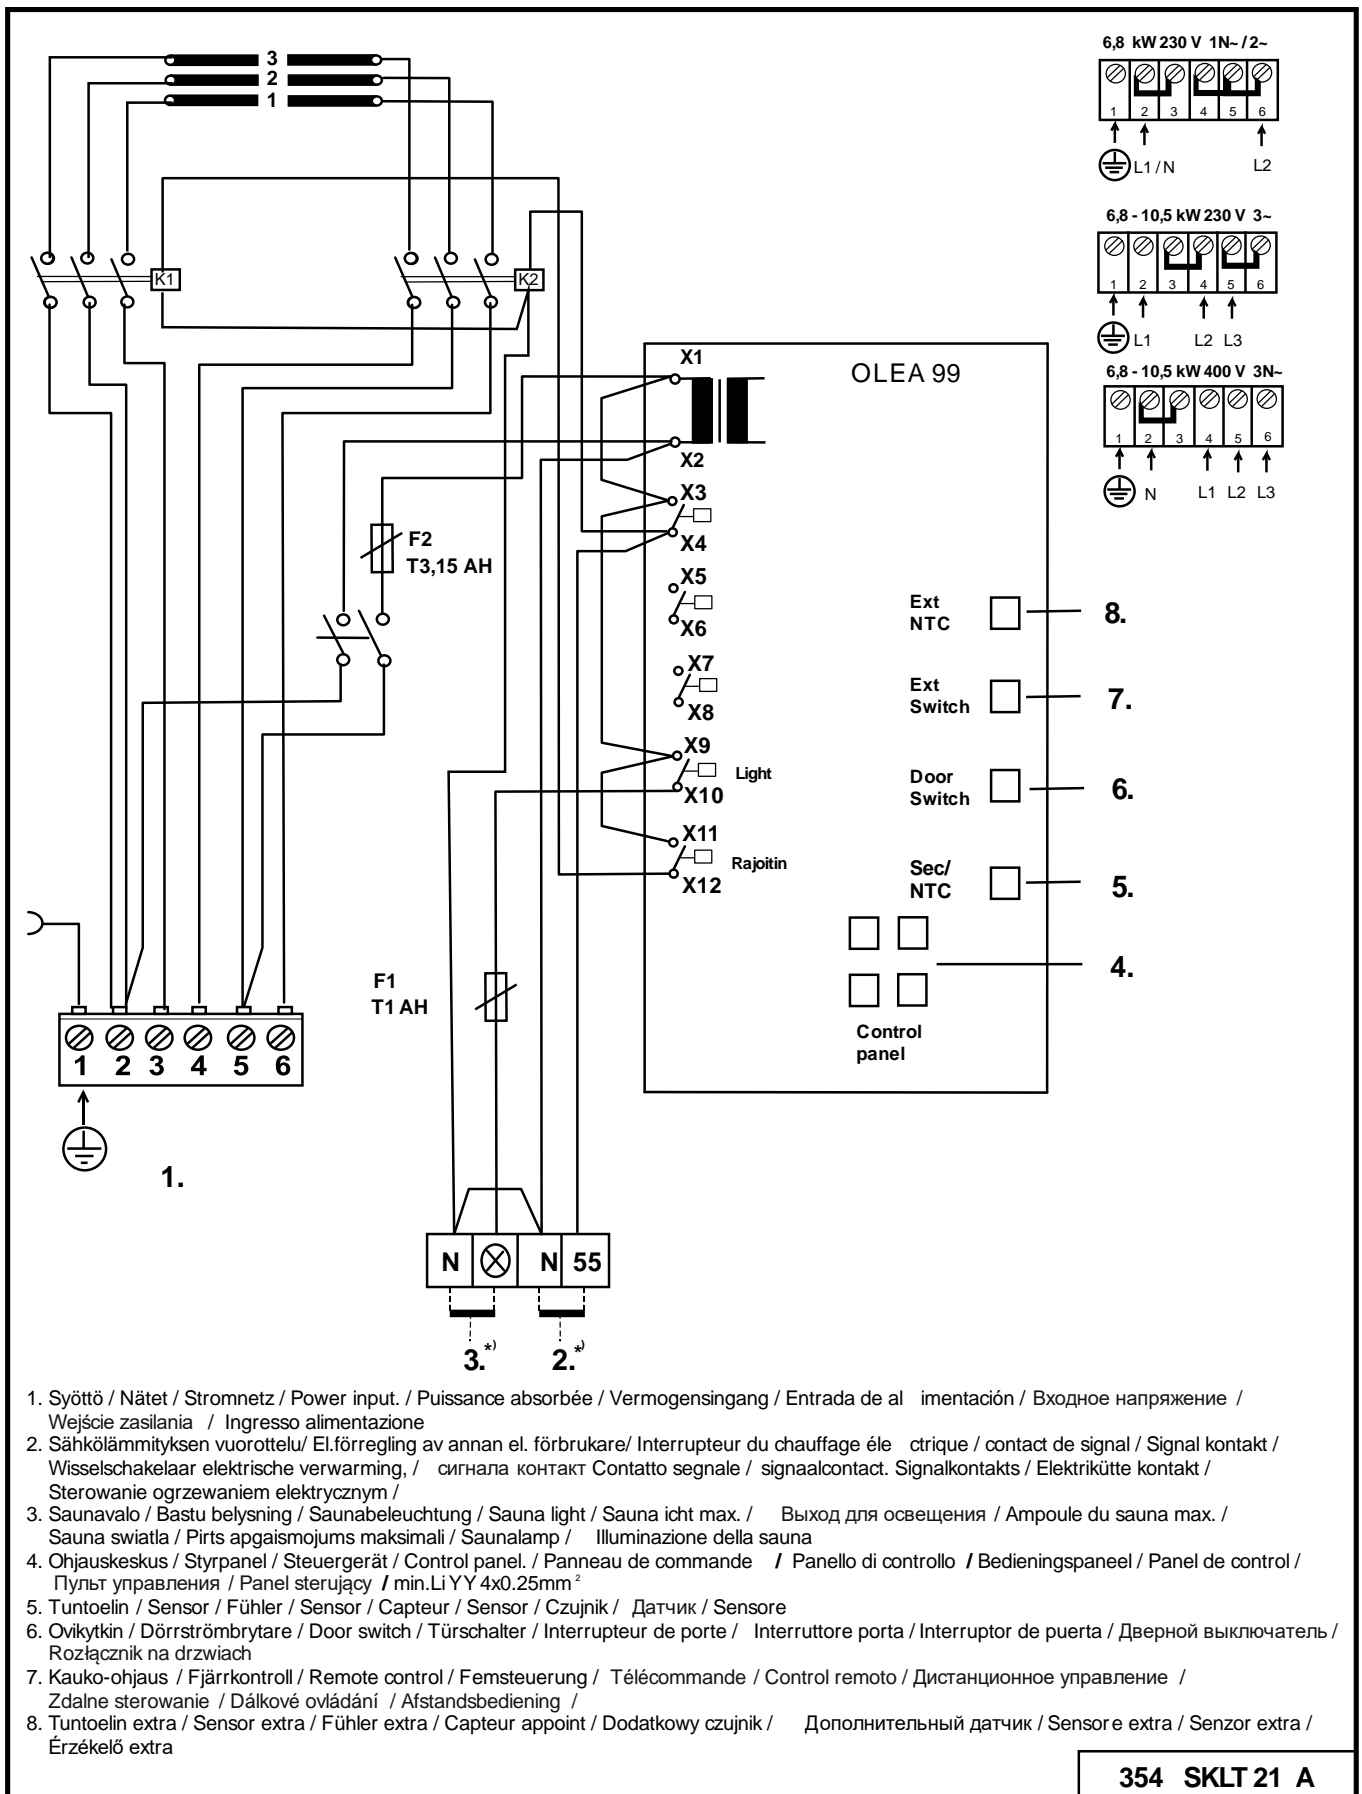 3
2
1
K1
K2
6,8 kW 230 V 1N~ / 2~
1 2 3 4 5 6
L1 / N L2
6,8 - 10,5 kW 230 V 3~
1 2 3 4 5 6
L1 L2 L3
6,8 - 10,5 kW 400 V 3N~
1 2 3 4 5 6
N L1 L2 L3
OLEA 99
X1
X2
X3
X4
X5
X6
X7
X8
X9
Light
X10
X11
Rajoitin
X12
F2
T3,15 AH
Ext
NTC
8.
Ext
Switch
7.
Door
Switch
6.
Sec/
NTC
5.
4.
Control
panel
F1
T1 AH
1 2 3 4 5 6
1.
N N 55
3.*) 2.*)
1. Syöttö / Nätet / Stromnetz / Power input. / Puissance absorbée / Vermogensingang / Entrada de al imentación / Входное напряжение /
Wejście zasilania / Ingresso alimentazione
2. Sähkölämmityksen vuorottelu/ El.förregling av annan el. förbrukare/ Interrupteur du chauffage éle ctrique / contact de signal / Signal kontakt /
Wisselschakelaar elektrische verwarming, / сигнала контакт Contatto segnale / signaalcontact. Signalkontakts / Elektrikütte kontakt /
Sterowanie ogrzewaniem elektrycznym /
3. Saunavalo / Bastu belysning / Saunabeleuchtung / Sauna light / Sauna icht max. / Выход для освещения / Ampoule du sauna max. /
Sauna swiatla / Pirts apgaismojums maksimali / Saunalamp / Illuminazione della sauna
4. Ohjauskeskus / Styrpanel / Steuergerät / Control panel. / Panneau de commande / Panello di controllo / Bedieningspaneel / Panel de control /
Пульт управления / Panel sterujący / min.Li YY 4x0.25mm²
5. Tuntoelin / Sensor / Fühler / Sensor / Capteur / Sensor / Czujnik / Датчик / Sensore
6. Ovikytkin / Dörrströmbrytare / Door switch / Türschalter / Interrupteur de porte / Interruttore porta / Interruptor de puerta / Дверной выключатель /
Rozłącznik na drzwiach
7. Kauko-ohjaus / Fjärrkontroll / Remote control / Femsteuerung / Télécommande / Control remoto / Дистанционное управление /
Zdalne sterowanie / Dálkové ovládání / Afstandsbediening /
8. Tuntoelin extra / Sensor extra / Fühler extra / Capteur appoint / Dodatkowy czujnik / Дополнительный датчик / Sensore extra / Senzor extra /
Érzékelő extra
354 SKLT 21 A